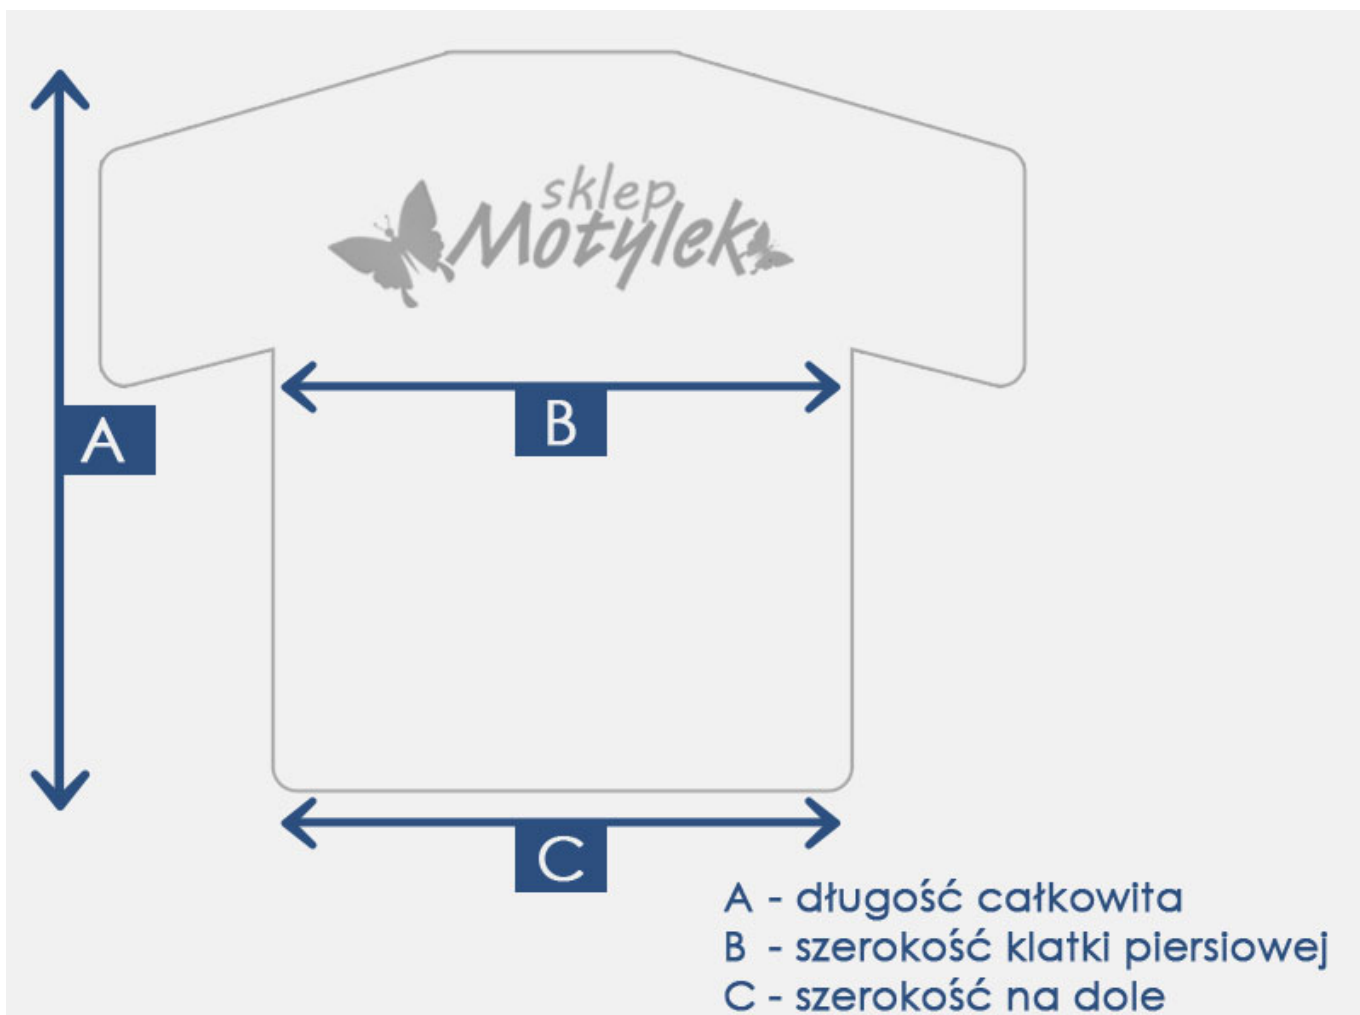 sklep
Motylek
A
B
C
A - długość całkowita
B - szerokość klatki piersiowej
C - szerokość na dole